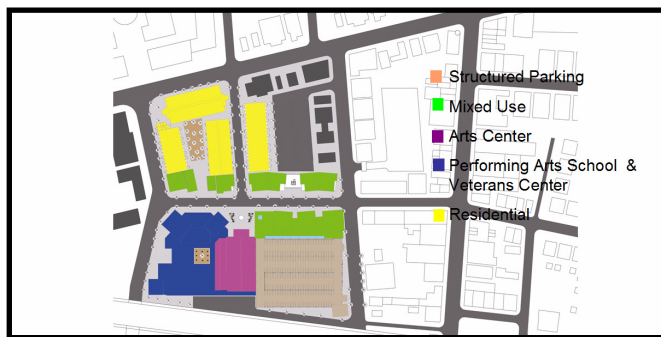 Structured Parking
Mixed Use
Arts Center
Performing Arts School &
Veterans Center
Residential